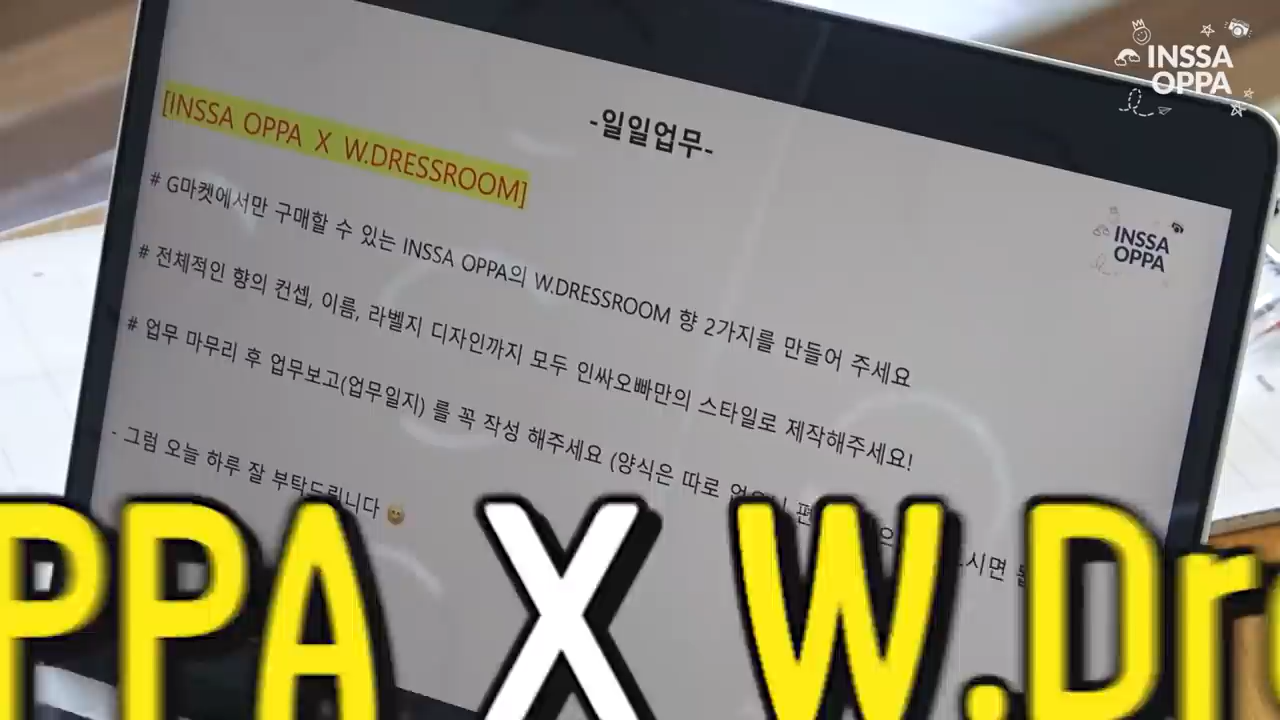 INSSA
OPPA
-일일업무-
[INSSA OPPA X W.DRESSROOM]
# G마켓에서만 구매할 수 있는 INSSA OPPA의 W.DRESSROOM 향 2가지를 만들어 주세요
INSSA
OPPA
# 전체적인 향의 컨셉, 이름, 라벨지 디자인까지 모두 인싸오빠만의 스타일로 제작해주세요!
# 업무 마무리 후 업무보고(업무일지) 를 꼭 작성 해주세요 (양식은 따로
- 그럼 오늘 하루 잘 부탁드립니다 😀
PPA X W.Dr